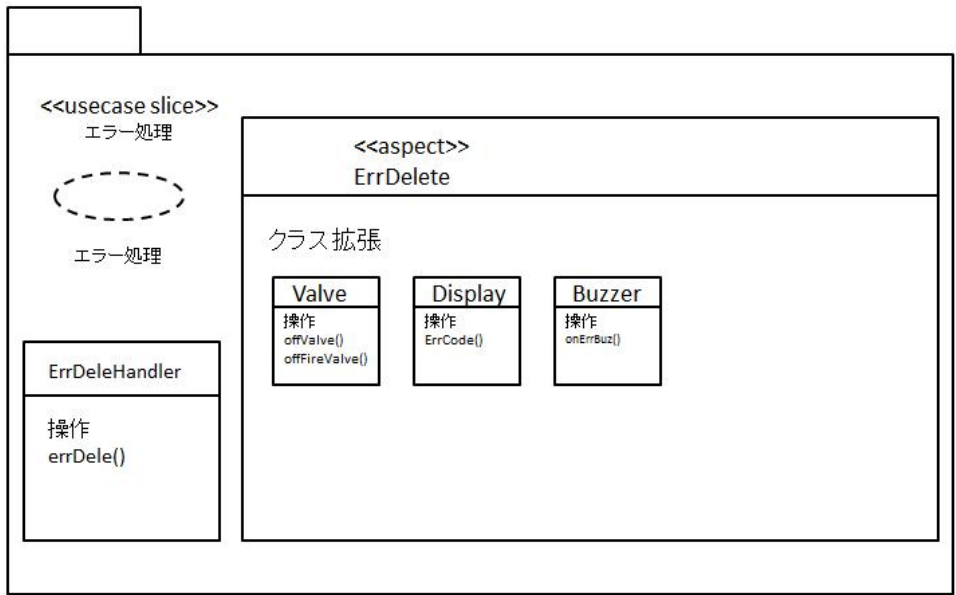 <<usecase slice>>
エラー処理
エラー処理
ErrDeleHandler
操作
errDele()
<<aspect>>
ErrDelete
クラス拡張
Valve
操作
offValve()
offFireValve()
Display
操作
ErrCode()
Buzzer
操作
onErrBuz()